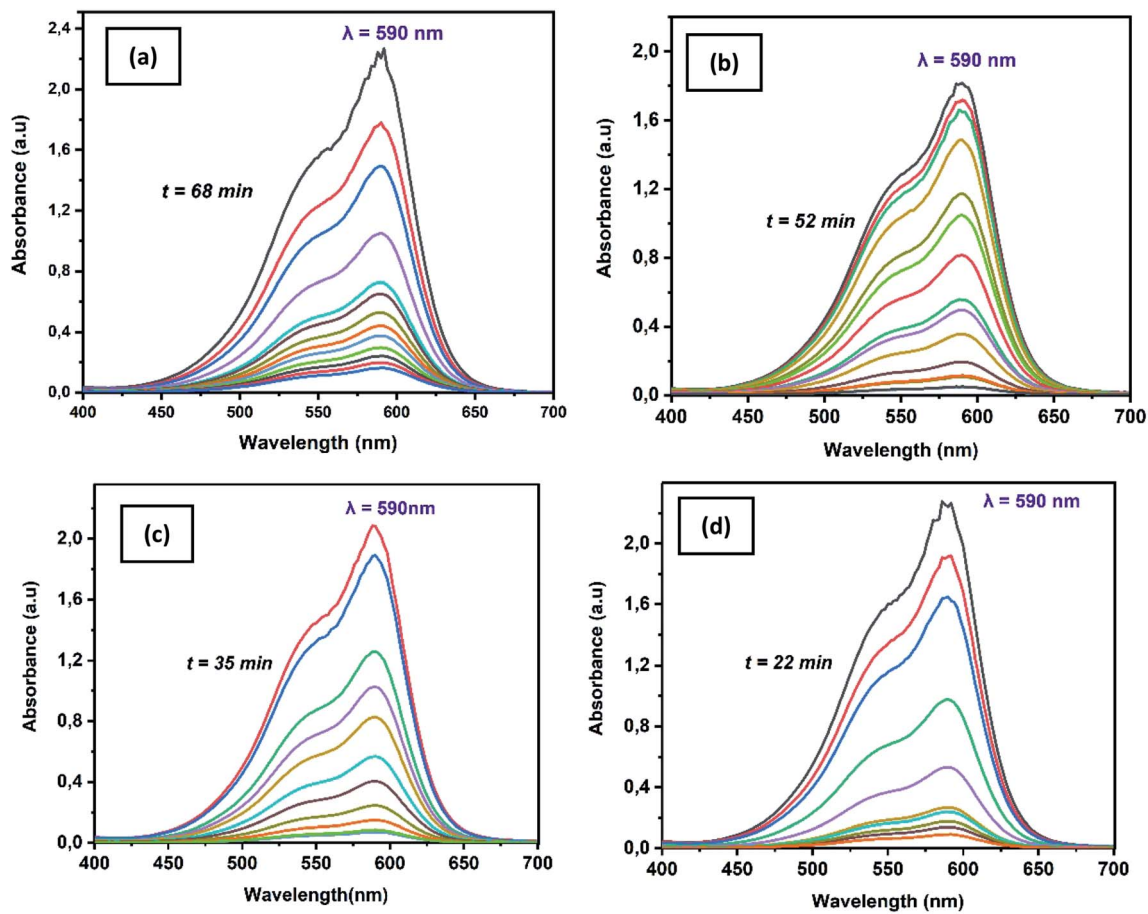 (a)
λ = 590 nm
t = 68 min
Absorbance (a.u)
2,4
2,0
1,6
1,2
0,8
0,4
0,0
400 450 500 550 600 650 700
Wavelength (nm)
(b)
λ = 590 nm
t = 52 min
Absorbance (a.u)
2,0
1,6
1,2
0,8
0,4
0,0
400 450 500 550 600 650 700
Wavelength (nm)
(c)
λ = 590nm
t = 35 min
Absorbance (a.u)
2,0
1,6
1,2
0,8
0,4
0,0
400 450 500 550 600 650 700
Wavelength(nm)
(d)
λ = 590 nm
t = 22 min
Absorbance (a.u)
2,0
1,6
1,2
0,8
0,4
0,0
400 450 500 550 600 650 700
Wavelength (nm)